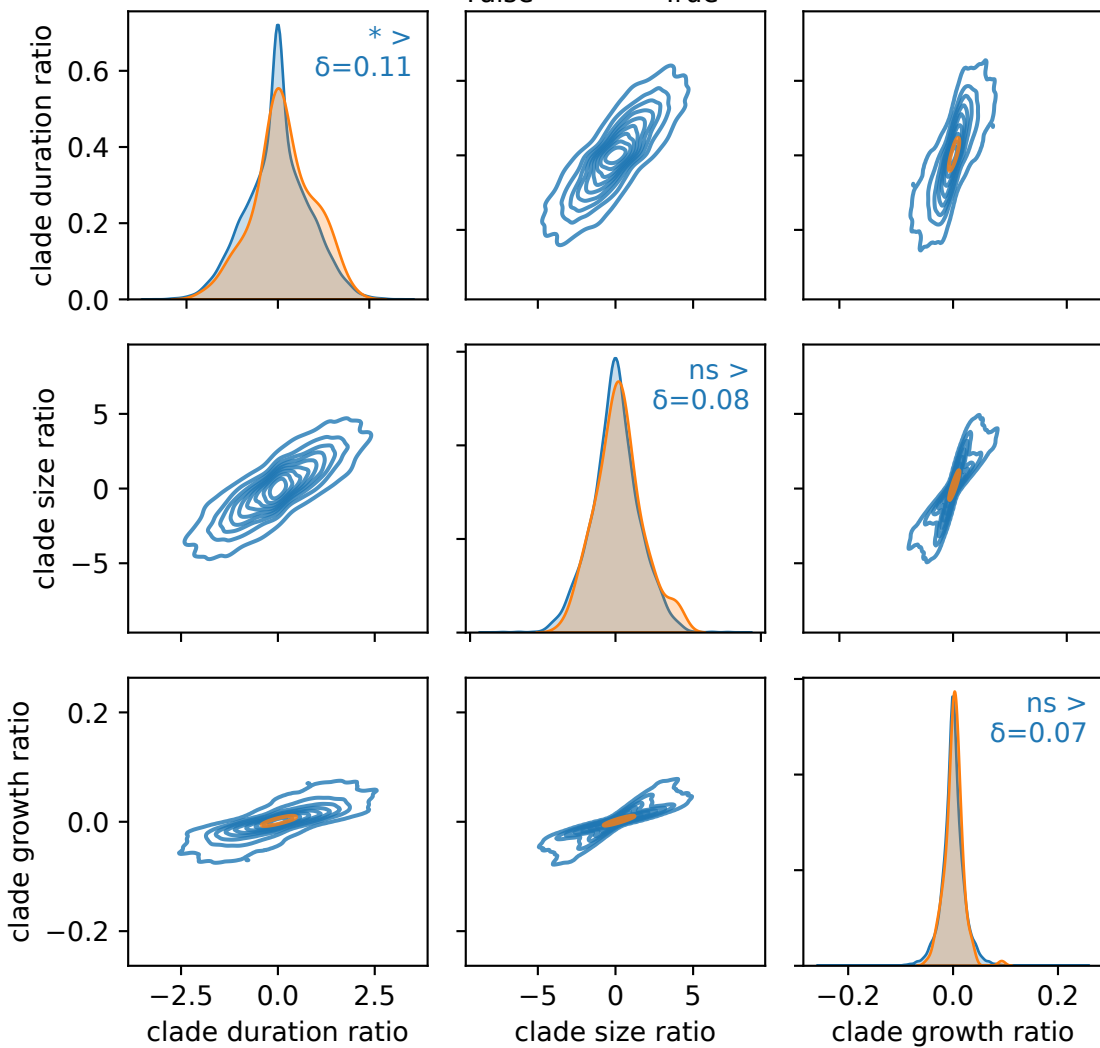 clade duration ratio
0.6
0.4
0.2
0.0
* >
δ=0.11
clade size ratio
5
0
−5
ns >
δ=0.08
clade growth ratio
0.2
0.0
−0.2
ns >
δ=0.07
−2.5 0.0 2.5
−5 0 5
−0.2 0.0 0.2
clade duration ratio
clade size ratio
clade growth ratio